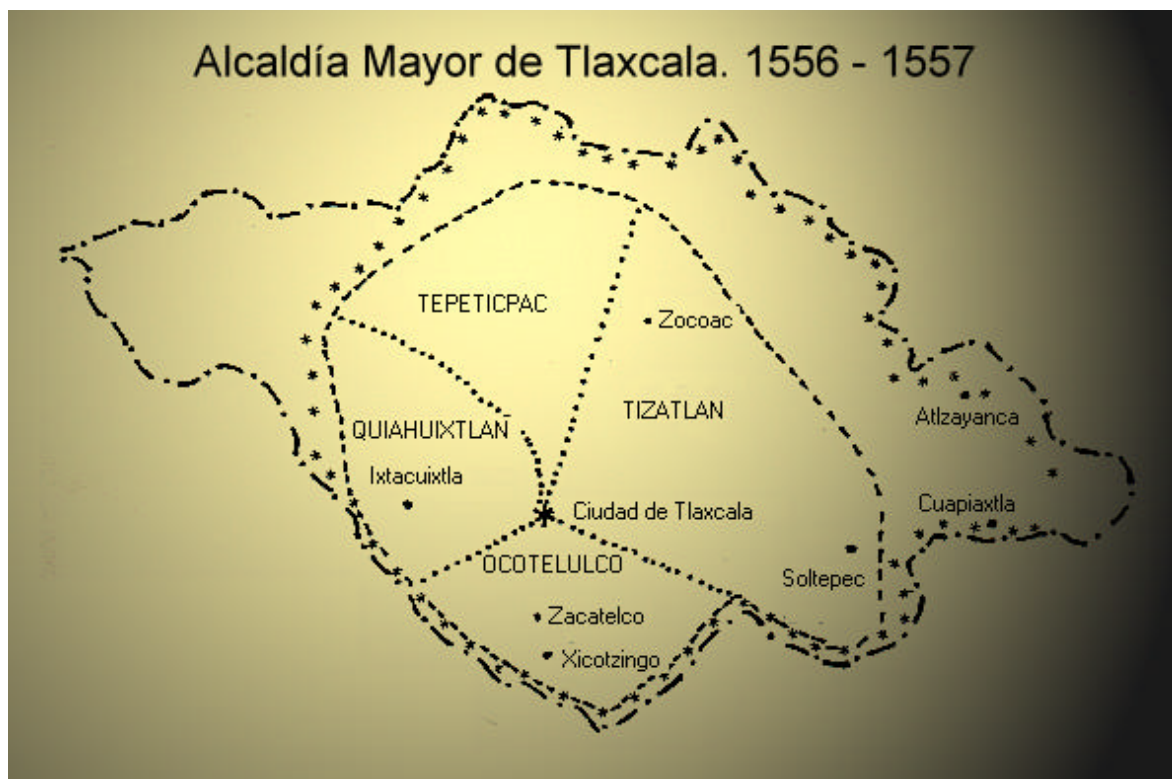 Alcaldía Mayor de Tlaxcala. 1556 - 1557
TEPETICPAC
Zocoac
TIZATLAN
Atlzayanca
QUIAHUIXTLAN
Ixtacuixtla
Cuapiaxtla
Ciudad de Tlaxcala
OCOTELULCO
Soltepec
Zacatelco
Xicotzingo